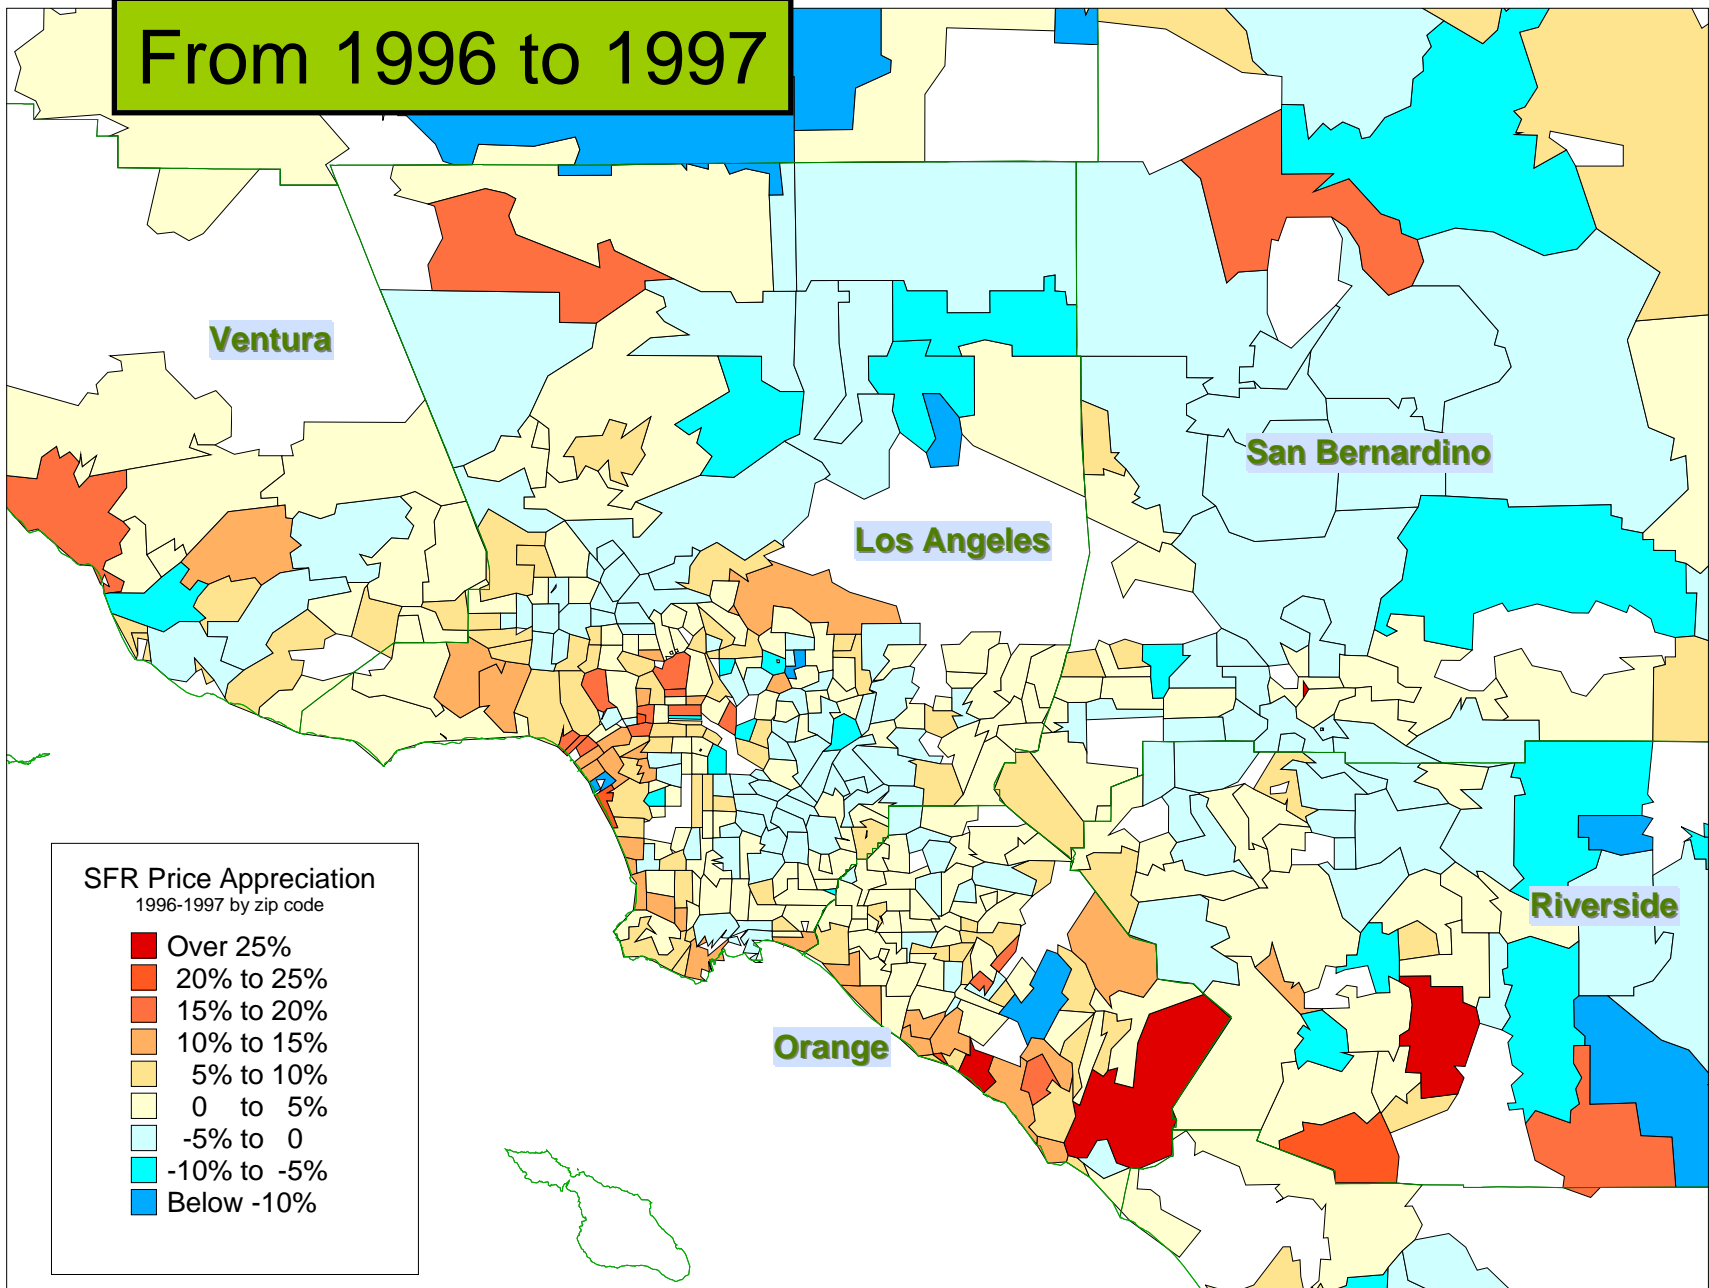 From 1996 to 1997
Ventura
San Bernardino
Los Angeles
Riverside
Orange
SFR Price Appreciation
1996-1997 by zip code
Over 25%
20% to 25%
15% to 20%
10% to 15%
5% to 10%
0 to 5%
-5% to 0
-10% to -5%
Below -10%